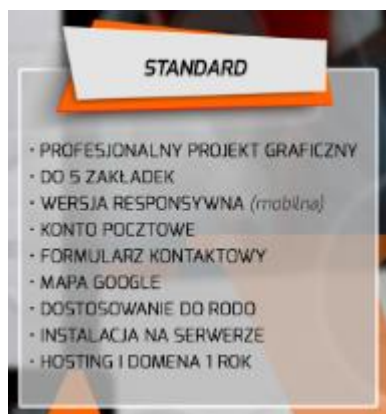 STANDARD
• PROFESJONALNY PROJEKT GRAFICZNY
• DO 5 ZAKŁADEK
• WERSJA RESPONSYWNA (mobilna)
• KONTO POCZTOWE
• FORMULARZ KONTAKTOWY
• MAPA GOOGLE
• DOSTOSOWANIE DO RODO
• INSTALACJA NA SERWERZE
• HOSTING I DOMENA 1 ROK